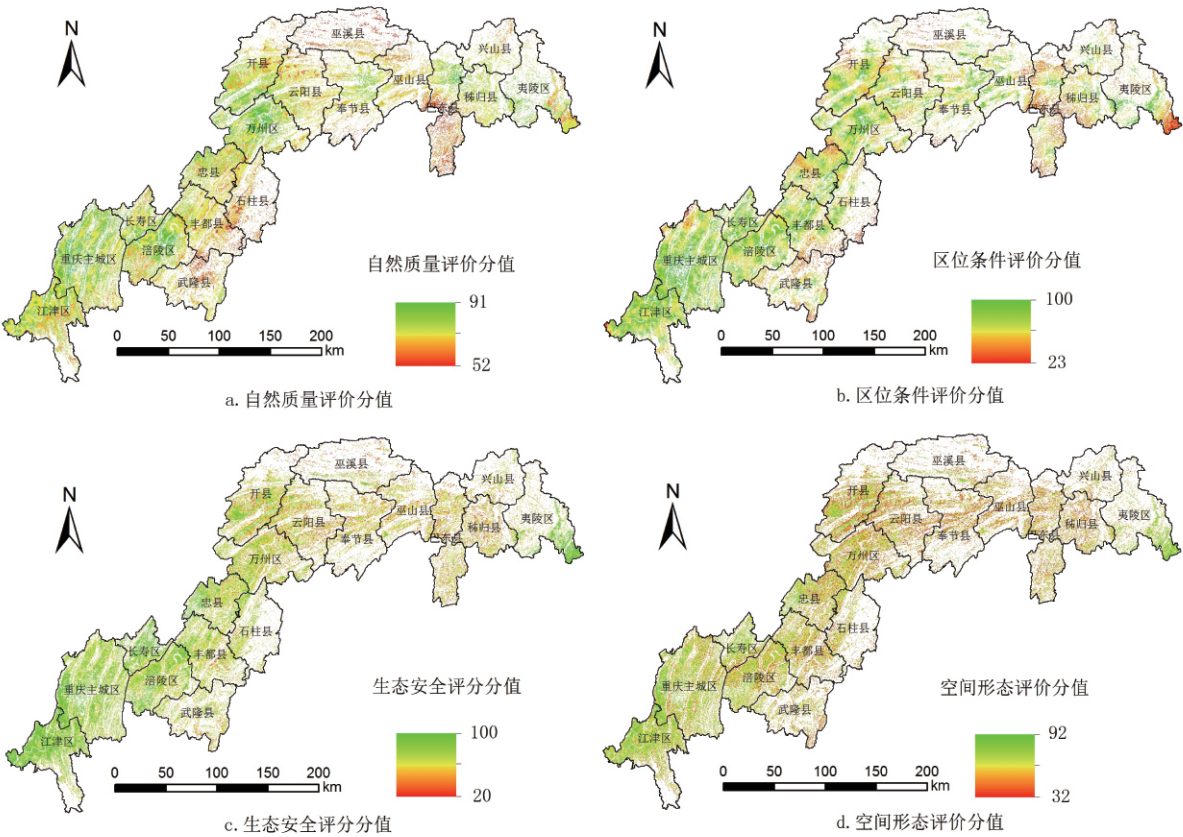 N
巫溪县
兴山县
开县
巫山县
夷陵区
云阳县
秭归县
奉节县
巴东县
万州区
忠县
石柱县
长寿区
丰都县
涪陵区
重庆主城区
武隆县
江津区
自然质量评价分值
91
52
0 50 100 150 200
km
a. 自然质量评价分值
N
巫溪县
兴山县
开县
巫山县
夷陵区
云阳县
秭归县
奉节县
巴东县
万州区
忠县
石柱县
长寿区
丰都县
涪陵区
重庆主城区
武隆县
江津区
区位条件评价分值
100
23
0 50 100 150 200
km
b. 区位条件评价分值
N
巫溪县
兴山县
开县
巫山县
夷陵区
云阳县
秭归县
奉节县
巴东县
万州区
忠县
石柱县
长寿区
丰都县
涪陵区
重庆主城区
武隆县
江津区
生态安全评分分值
100
20
0 50 100 150 200
km
c. 生态安全评分分值
N
巫溪县
兴山县
开县
巫山县
夷陵区
云阳县
秭归县
奉节县
巴东县
万州区
忠县
石柱县
长寿区
丰都县
涪陵区
重庆主城区
武隆县
江津区
空间形态评价分值
92
32
0 50 100 150 200
km
d. 空间形态评价分值